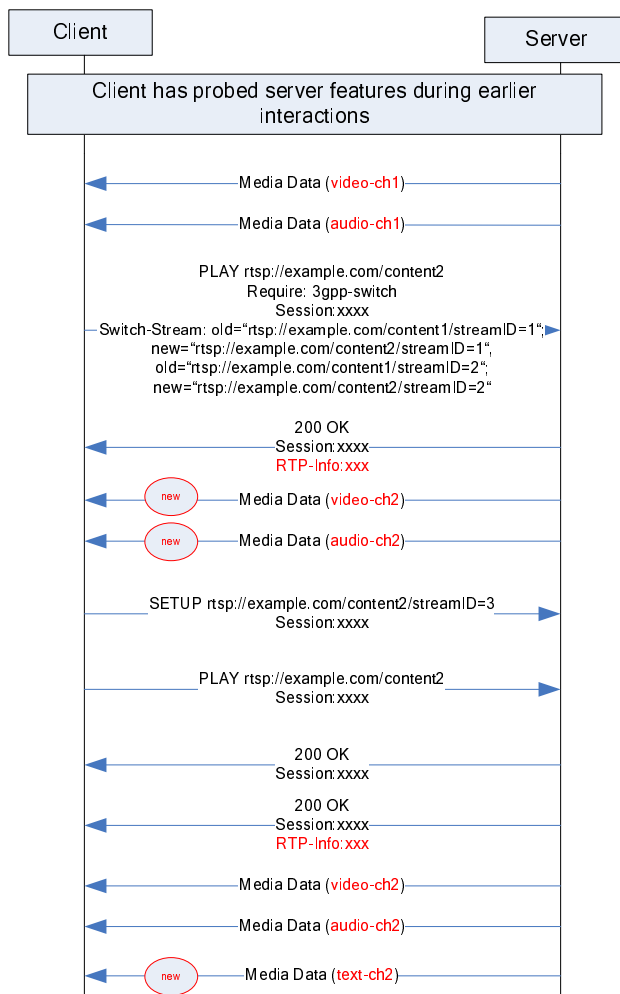 Client
Server
Client has probed server features during earlier
interactions
Media Data (video-ch1)
Media Data (audio-ch1)
PLAY rtsp://example.com/content2
Require: 3gpp-switch
Session:xxxx
Switch-Stream: old=“rtsp://example.com/content1/streamID=1“;
new=“rtsp://example.com/content2/streamID=1“,
old=“rtsp://example.com/content1/streamID=2“;
new=“rtsp://example.com/content2/streamID=2“
200 OK
Session:xxxx
RTP-Info:xxx
new
Media Data (video-ch2)
new
Media Data (audio-ch2)
SETUP rtsp://example.com/content2/streamID=3
Session:xxxx
PLAY rtsp://example.com/content2
Session:xxxx
200 OK
Session:xxxx
200 OK
Session:xxxx
RTP-Info:xxx
Media Data (video-ch2)
Media Data (audio-ch2)
new
Media Data (text-ch2)